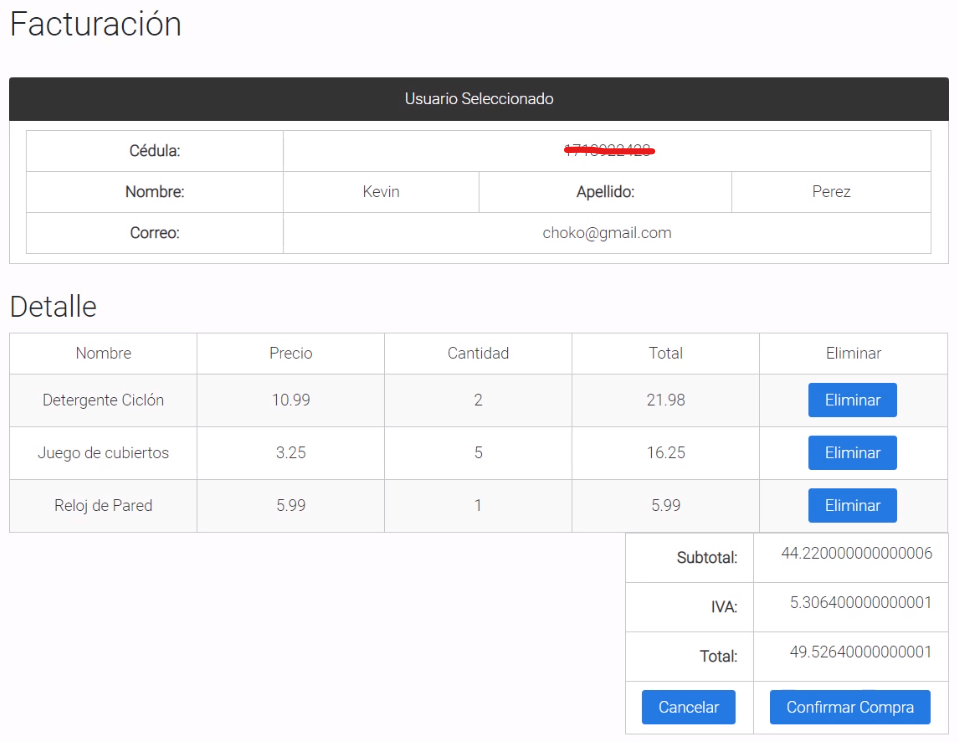 Facturación
Usuario Seleccionado
Cédula:
Nombre: Kevin Apellido: Perez
Correo: choko@gmail.com
Detalle
Nombre Precio Cantidad Total Eliminar
Detergente Ciclón 10.99 2 21.98 Eliminar
Juego de cubiertos 3.25 5 16.25 Eliminar
Reloj de Pared 5.99 1 5.99 Eliminar
Subtotal: 44.220000000000006
IVA: 5.306400000000001
Total: 49.52640000000001
Cancelar Confirmar Compra